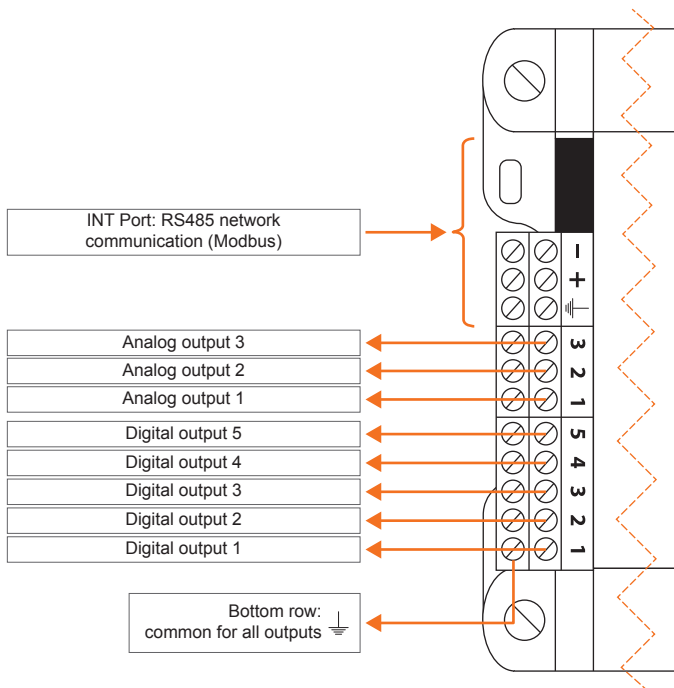 INT Port: RS485 network
communication (Modbus)
-
+
Analog output 3
3
Analog output 2
2
Analog output 1
1
Digital output 5
5
Digital output 4
4
Digital output 3
3
Digital output 2
2
Digital output 1
1
Bottom row:
common for all outputs